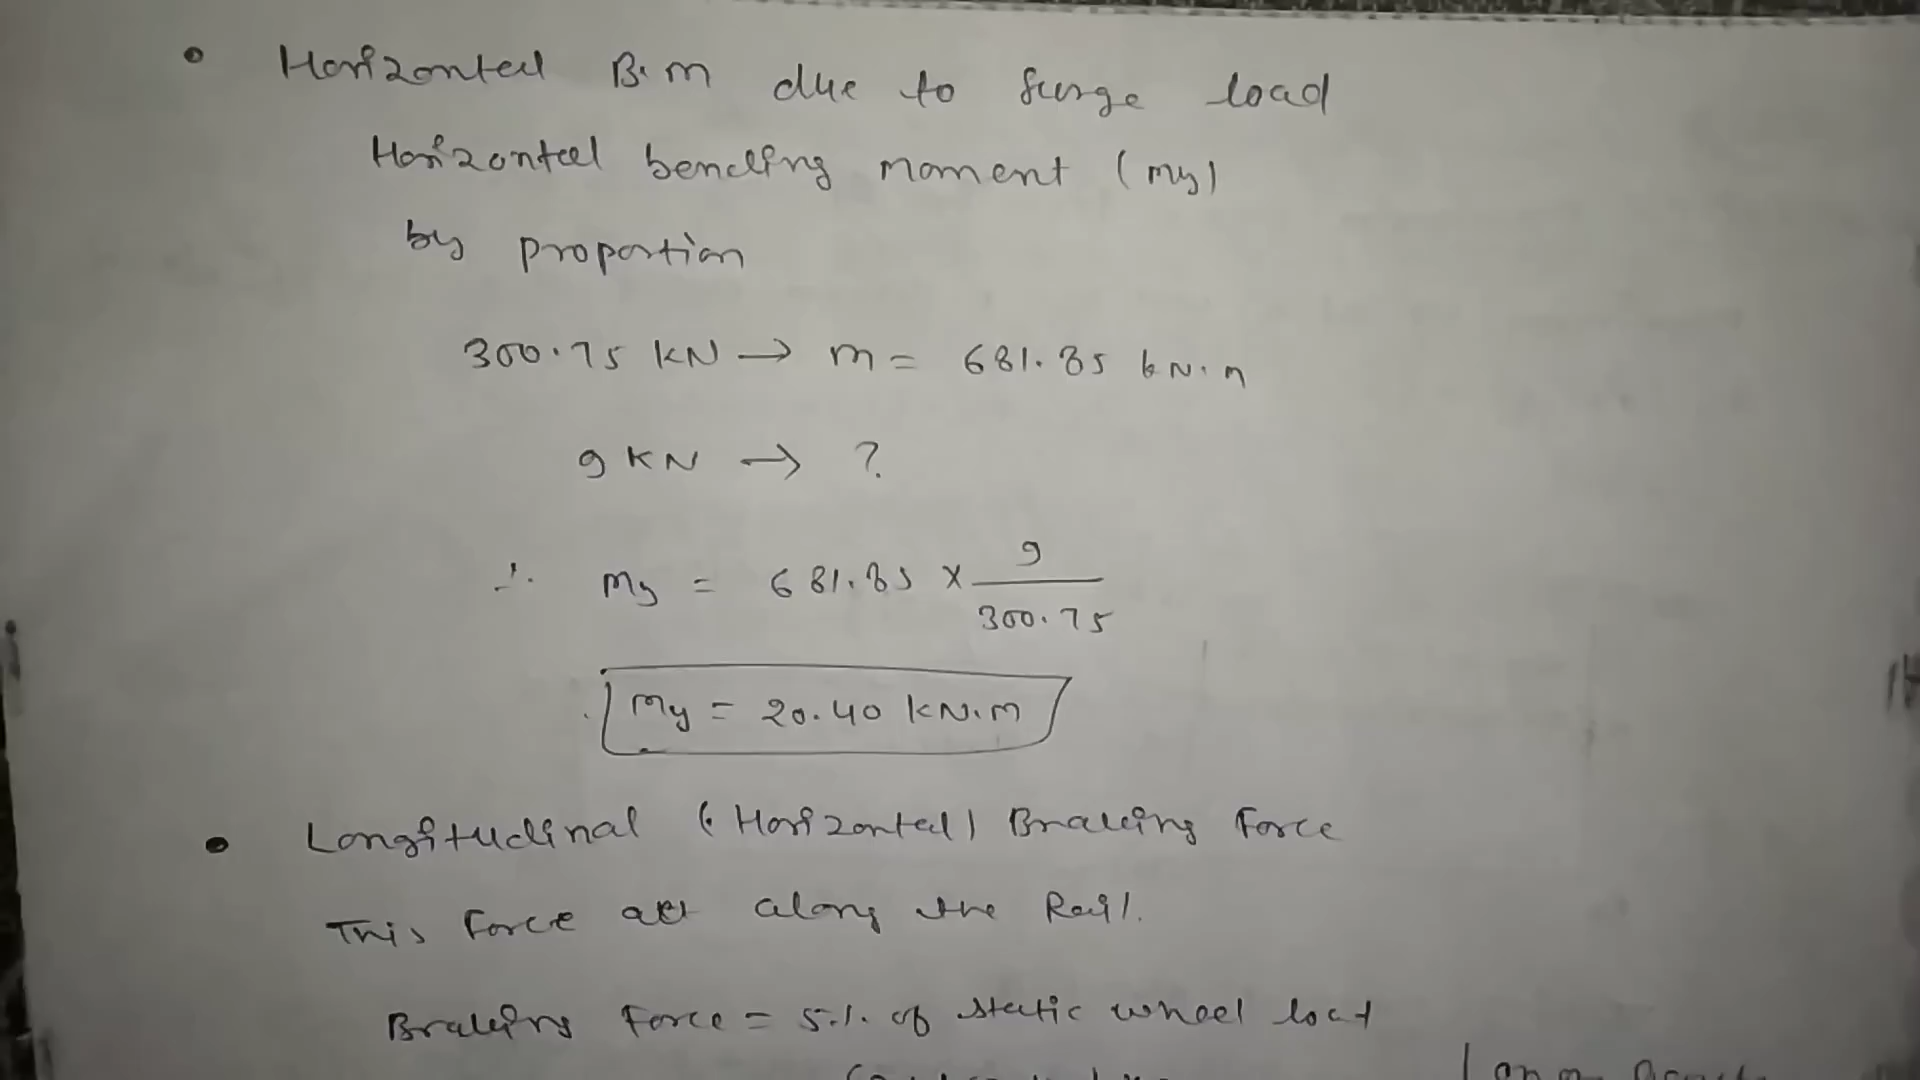 • Horizontal B.M due to surge load
Horizontal bending moment (My)
by proportion
300.75 KN → M = 681.85 kN.m
9 KN → ?
∴ My = 681.85 × 9 / 300.75
My = 20.40 KN.m
• Longitudinal (Horizontal) Braking Force
This Force act along the Rail.
Braking Force = 5% of static wheel load